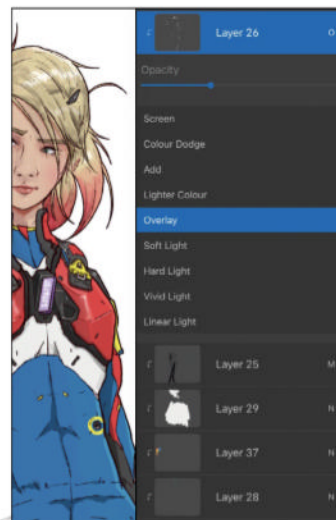 Layer 26 O
Opacity
Screen
Colour Dodge
Add
Lighter Colour
Overlay
Soft Light
Hard Light
Vivid Light
Linear Light
Layer 25 M
Layer 29 N
Layer 37 N
Layer 28 N